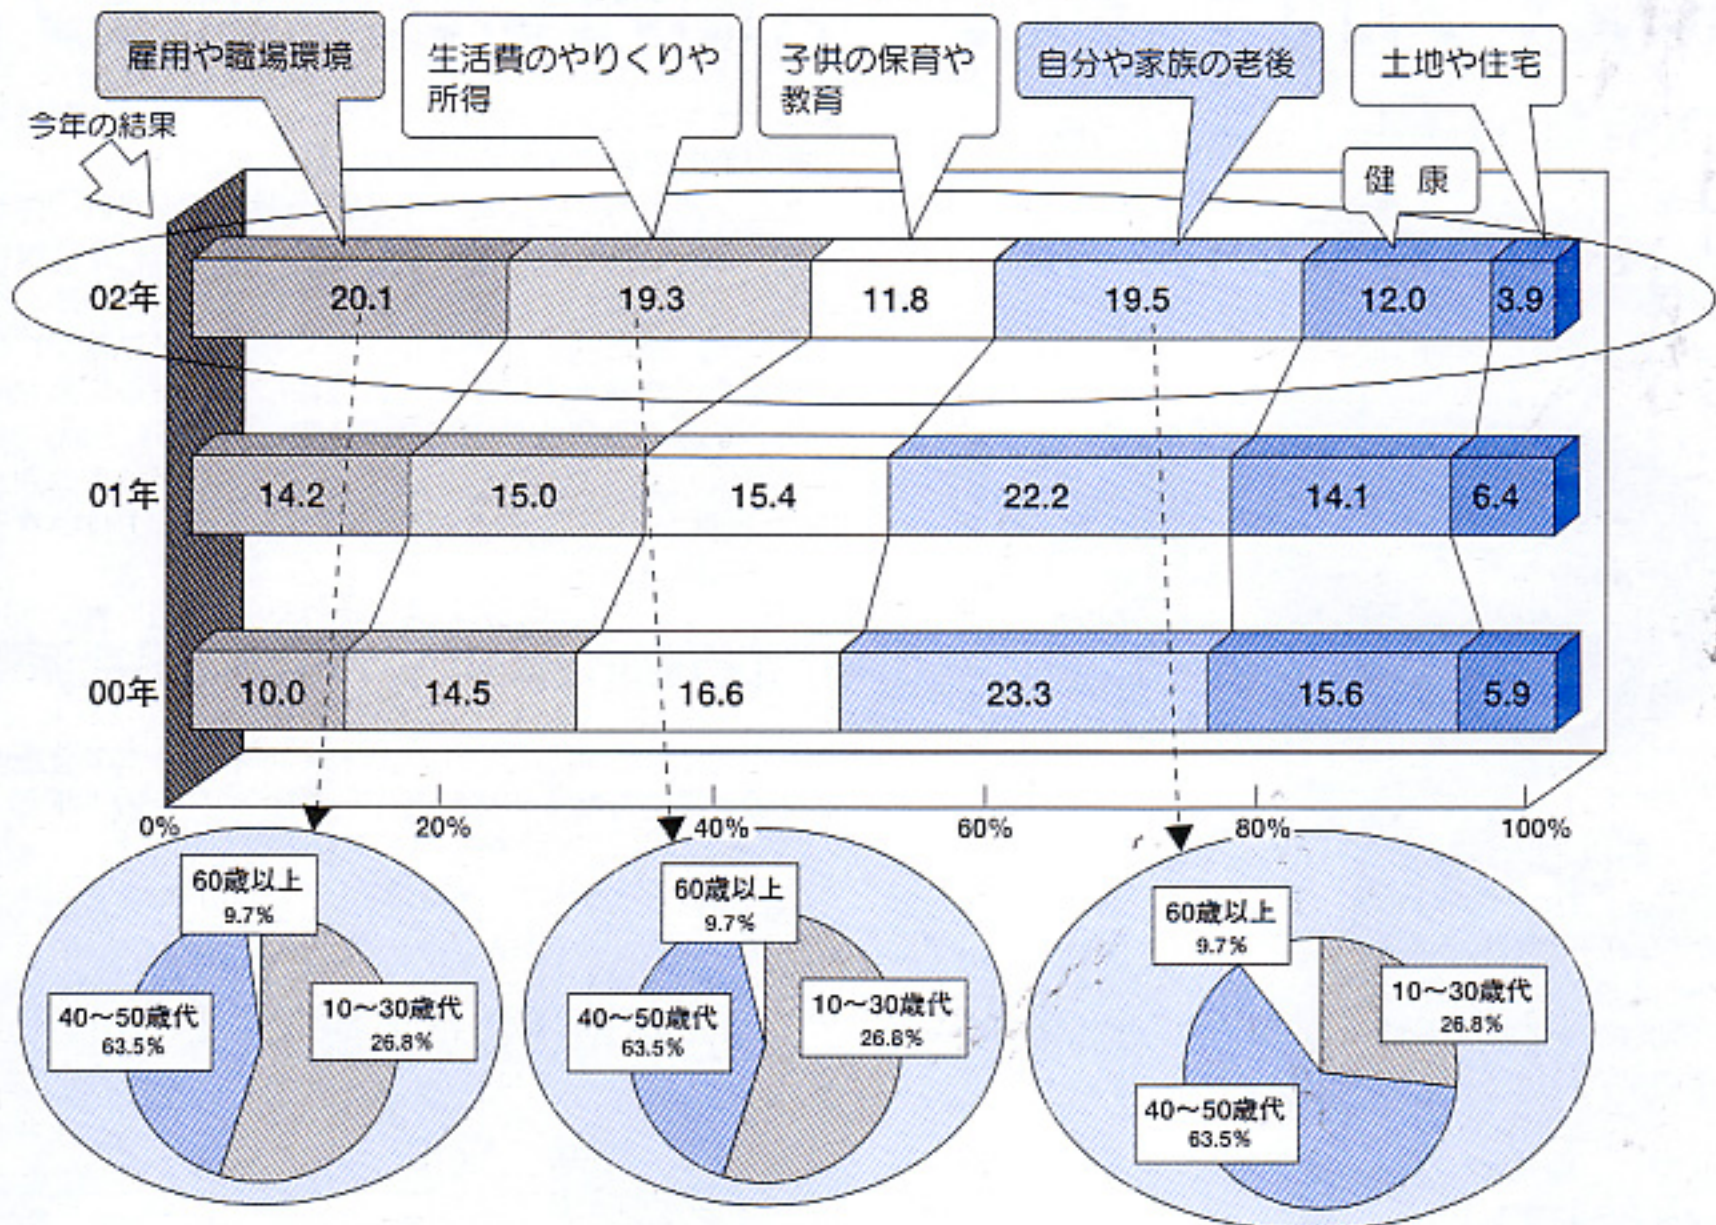 雇用や職場環境
生活費のやりくりや
所得
子供の保育や
教育
自分や家族の老後
土地や住宅
今年の結果
健 康
02年 20.1 19.3 11.8 19.5 12.0 3.9
01年 14.2 15.0 15.4 22.2 14.1 6.4
00年 10.0 14.5 16.6 23.3 15.6 5.9
0% 20% 40% 60% 80% 100%
60歳以上
9.7%
40〜50歳代
63.5%
10〜30歳代
26.8%
60歳以上
9.7%
40〜50歳代
63.5%
10〜30歳代
26.8%
60歳以上
9.7%
10〜30歳代
26.8%
40〜50歳代
63.5%